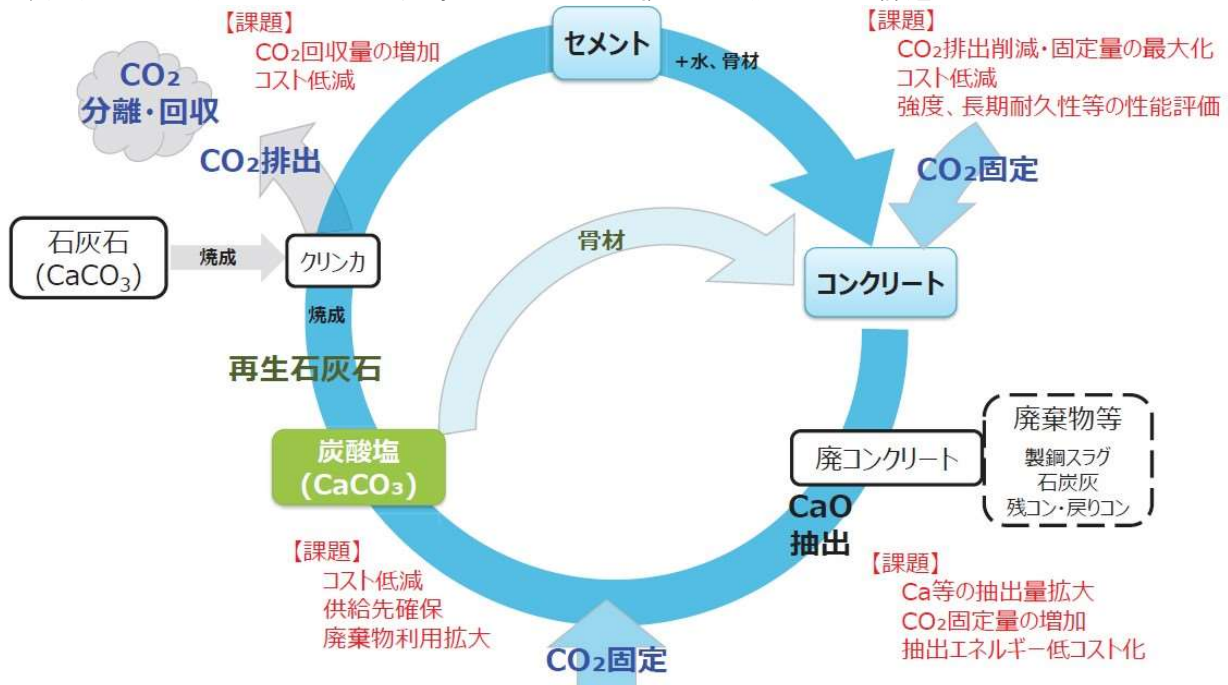 【課題】
CO₂回収量の増加
コスト低減
セメント
+水、骨材
【課題】
CO₂排出削減・固定量の最大化
コスト低減
強度、長期耐久性等の性能評価
CO₂
分離・回収
CO₂排出
CO₂固定
石灰石
(CaCO₃)
焼成
クリンカ
骨材
コンクリート
焼成
再生石灰石
炭酸塩
(CaCO₃)
廃コンクリート
廃棄物等
製鋼スラグ
石炭灰
残コン・戻りコン
CaO
抽出
【課題】
コスト低減
供給先確保
廃棄物利用拡大
【課題】
Ca等の抽出量拡大
CO₂固定量の増加
抽出エネルギー低コスト化
CO₂固定